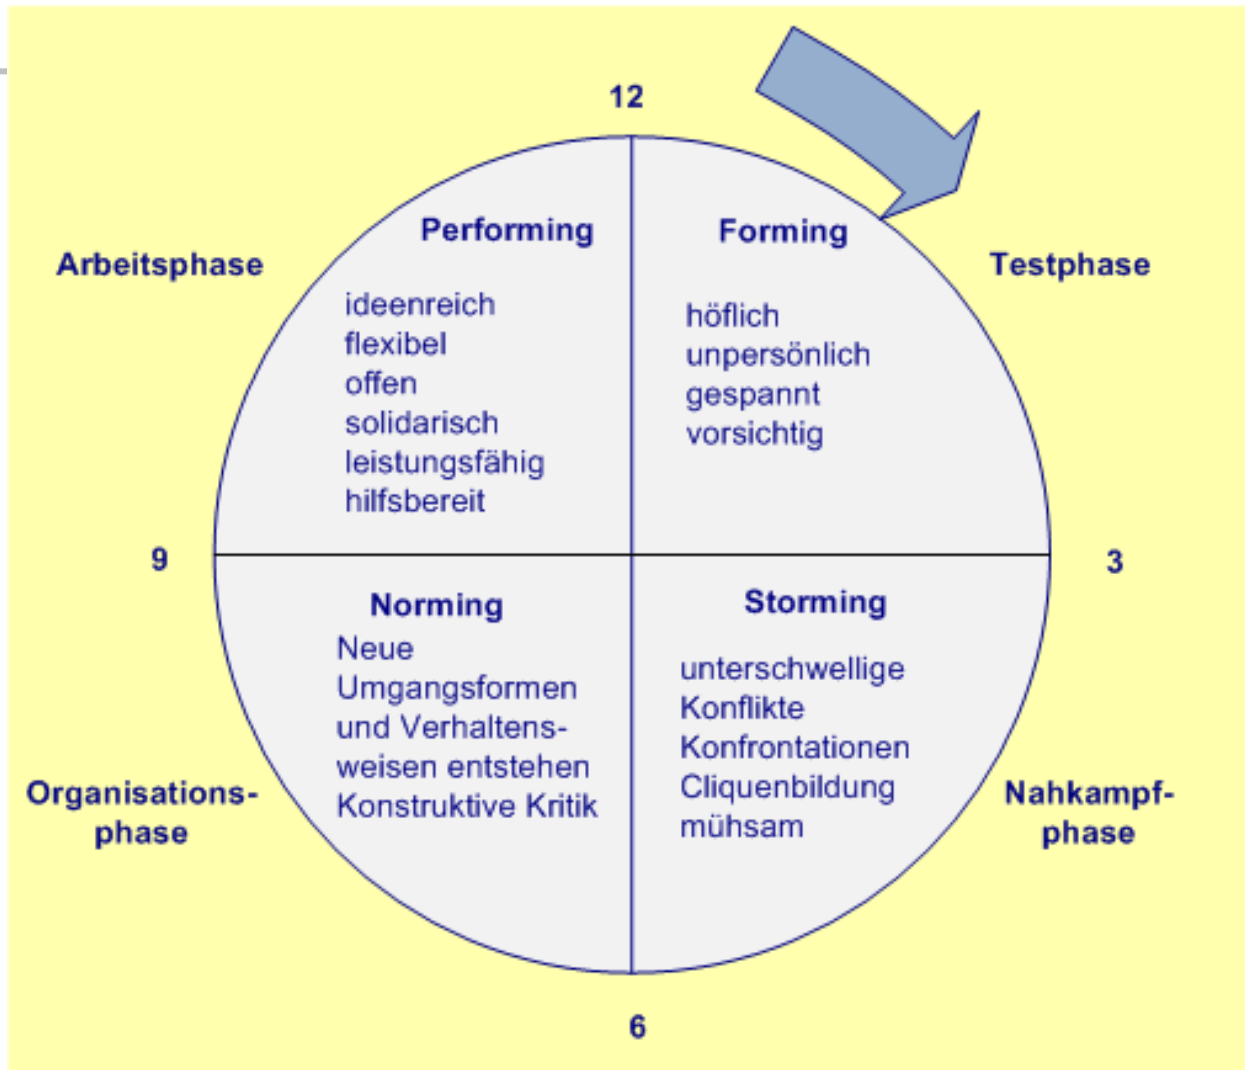 12
Performing
ideenreich
flexibel
offen
solidarisch
leistungsfähig
hilfsbereit
Forming
höflich
unpersönlich
gespannt
vorsichtig
Arbeitsphase
Testphase
9
3
Norming
Neue
Umgangsformen
und Verhaltens-
weisen entstehen
Konstruktive Kritik
Storming
unterschwellige
Konflikte
Konfrontationen
Cliquenbildung
mühsam
Organisations-
phase
Nahkampf-
phase
6